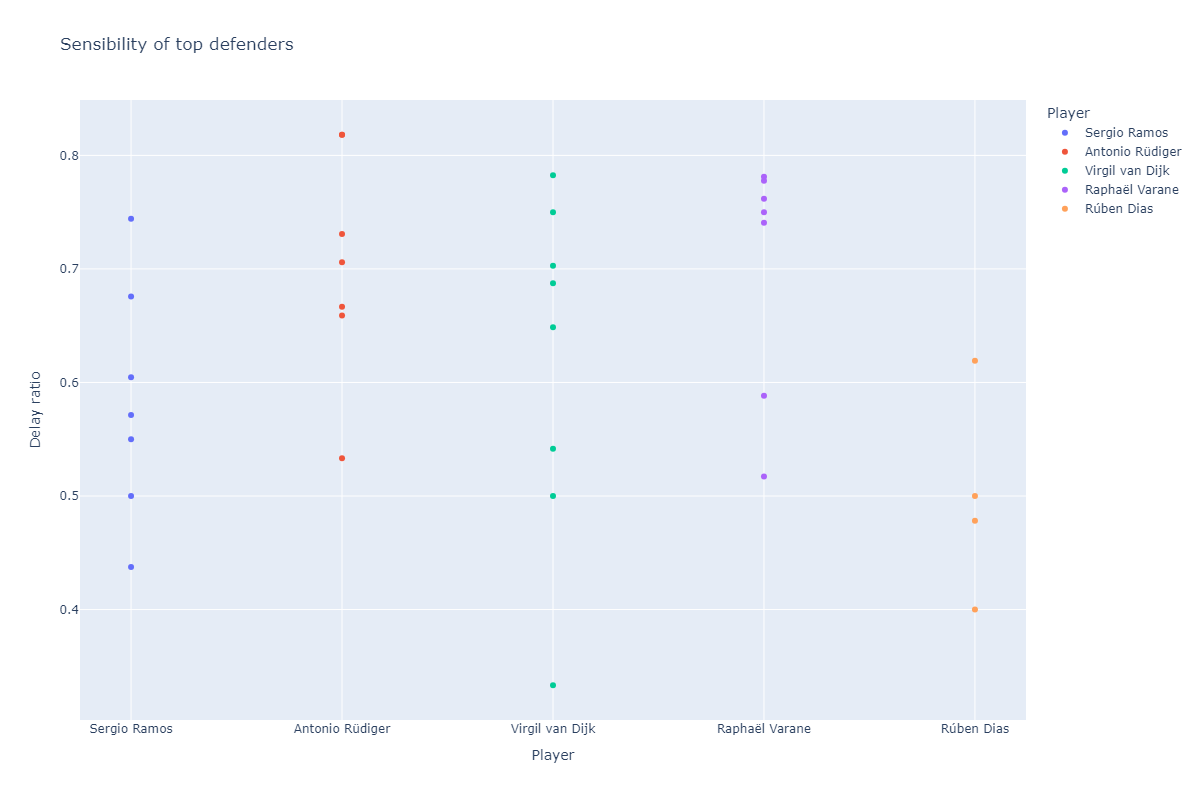 Sensibility of top defenders
Player
Sergio Ramos
Antonio Rüdiger
Virgil van Dijk
Raphaël Varane
Rúben Dias
0.8
0.7
0.6
0.5
0.4
Delay ratio
Sergio Ramos
Antonio Rüdiger
Virgil van Dijk
Raphaël Varane
Rúben Dias
Player